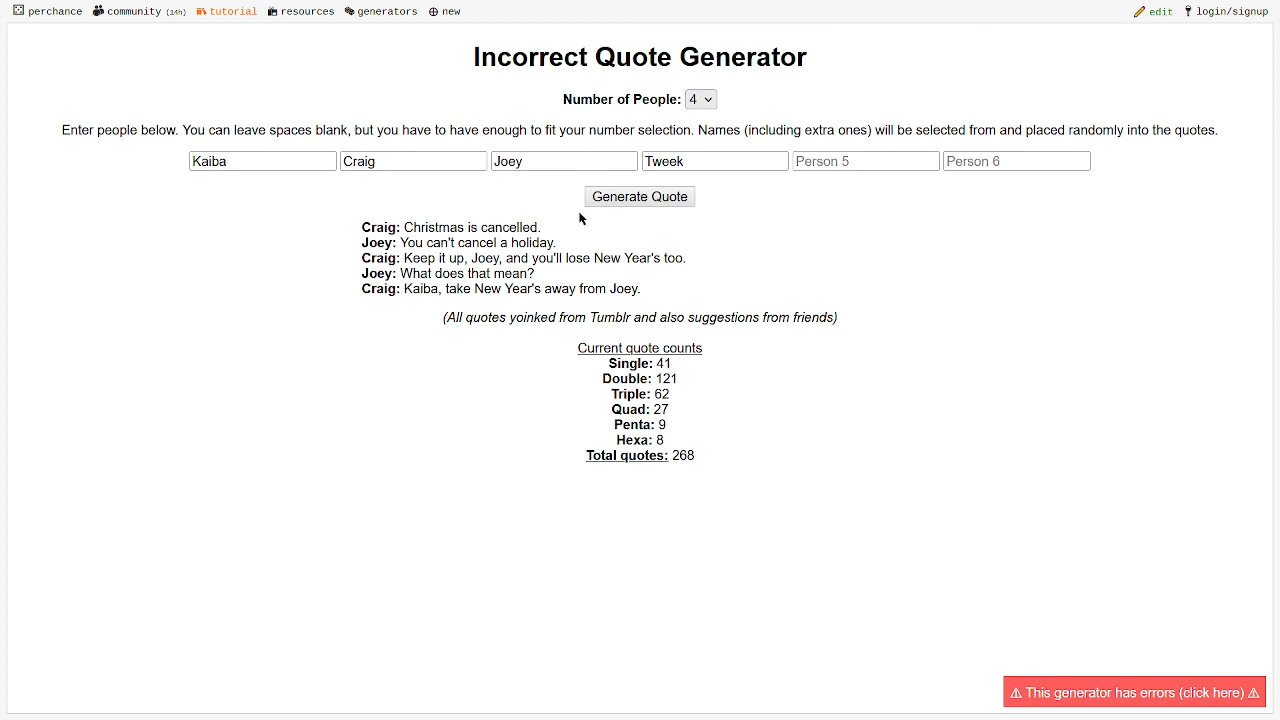 perchance community (14h) tutorial resources generators new edit login/signup
Incorrect Quote Generator
Number of People: 4
Enter people below. You can leave spaces blank, but you have to have enough to fit your number selection. Names (including extra ones) will be selected from and placed randomly into the quotes.
Kaiba Craig Joey Tweek Person 5 Person 6
Generate Quote
Craig: Christmas is cancelled.
Joey: You can't cancel a holiday.
Craig: Keep it up, Joey, and you'll lose New Year's too.
Joey: What does that mean?
Craig: Kaiba, take New Year's away from Joey.
(All quotes yoinked from Tumblr and also suggestions from friends)
Current quote counts
Single: 41
Double: 121
Triple: 62
Quad: 27
Penta: 9
Hexa: 8
Total quotes: 268
⚠ This generator has errors (click here) ⚠